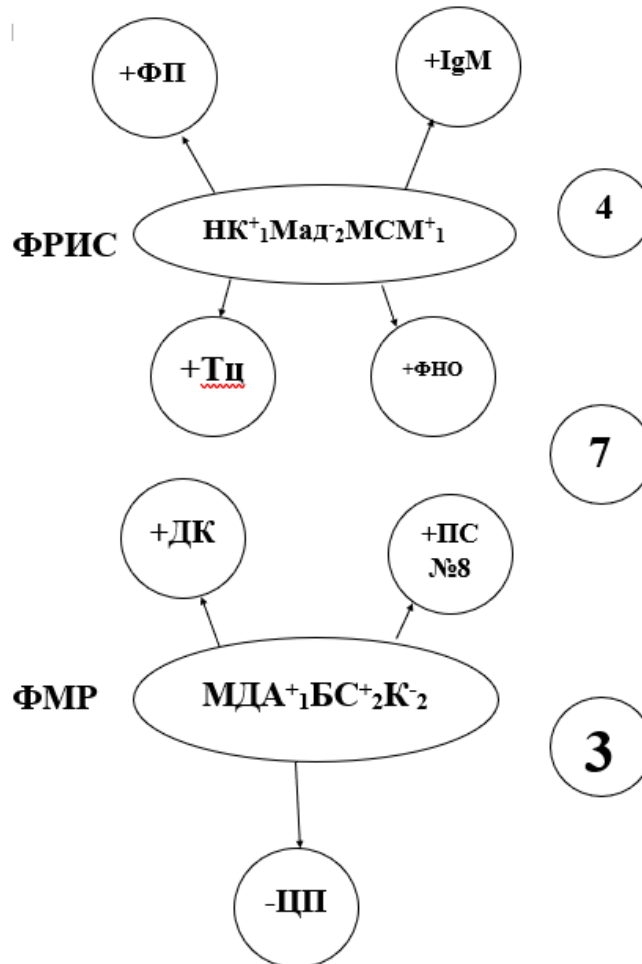 +ФП
+IgM
4
ФРИС
НК⁺₁Мад⁻₂МСМ⁺₁
+Тц
+ФНО
7
+ДК
+ПС
№8
ФМР
МДА⁺₁БС⁺₂К⁻₂
3
-ЦП